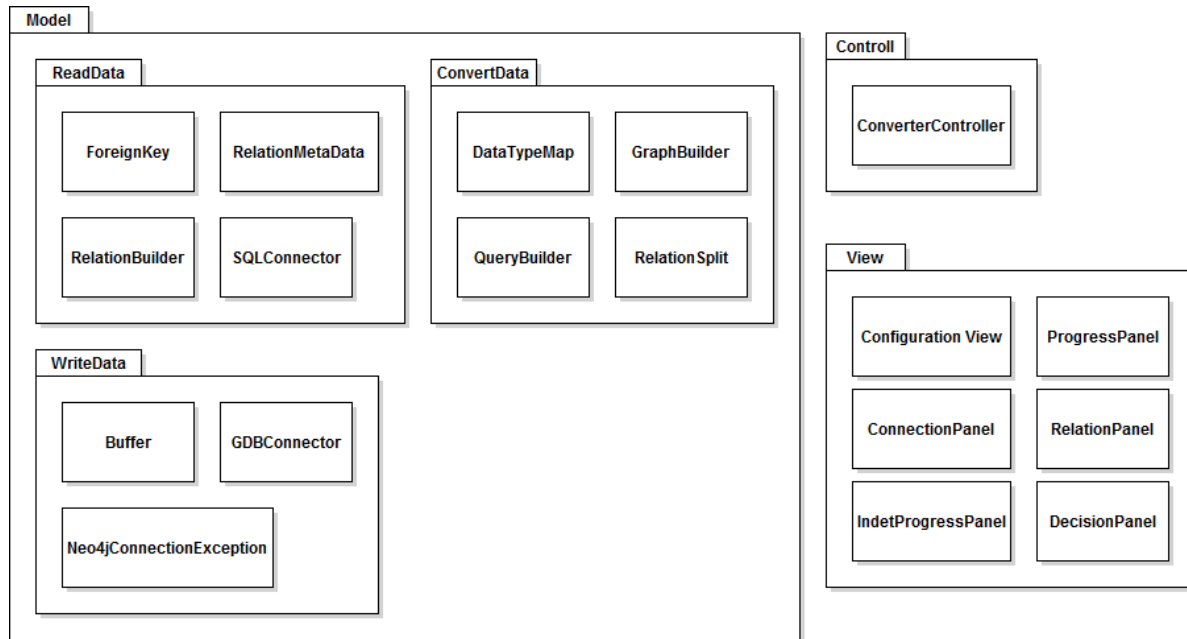 Model
ReadData
ForeignKey
RelationMetaData
RelationBuilder
SQLConnector
ConvertData
DataTypeMap
GraphBuilder
QueryBuilder
RelationSplit
WriteData
Buffer
GDBConnector
Neo4jConnectionException
Controll
ConverterController
View
Configuration View
ProgressPanel
ConnectionPanel
RelationPanel
IndetProgressPanel
DecisionPanel